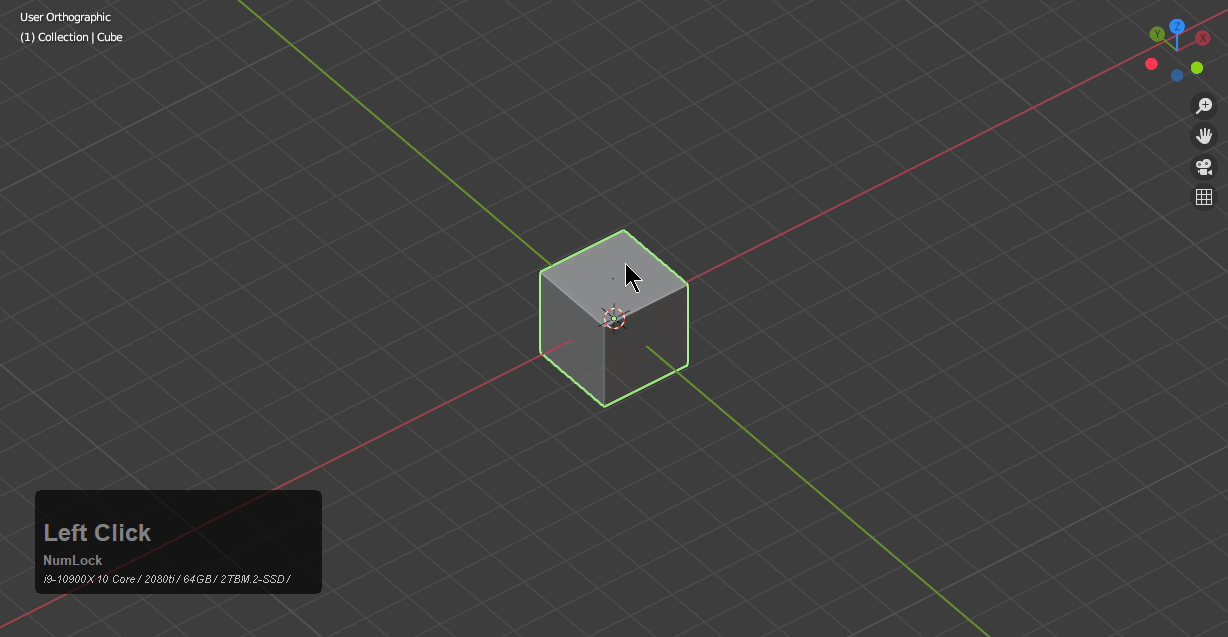 User Orthographic
(1) Collection | Cube
Z
Y
X
Left Click
NumLock
i9-10900X 10 Core / 2080ti / 64GB / 2TBM.2-SSD /